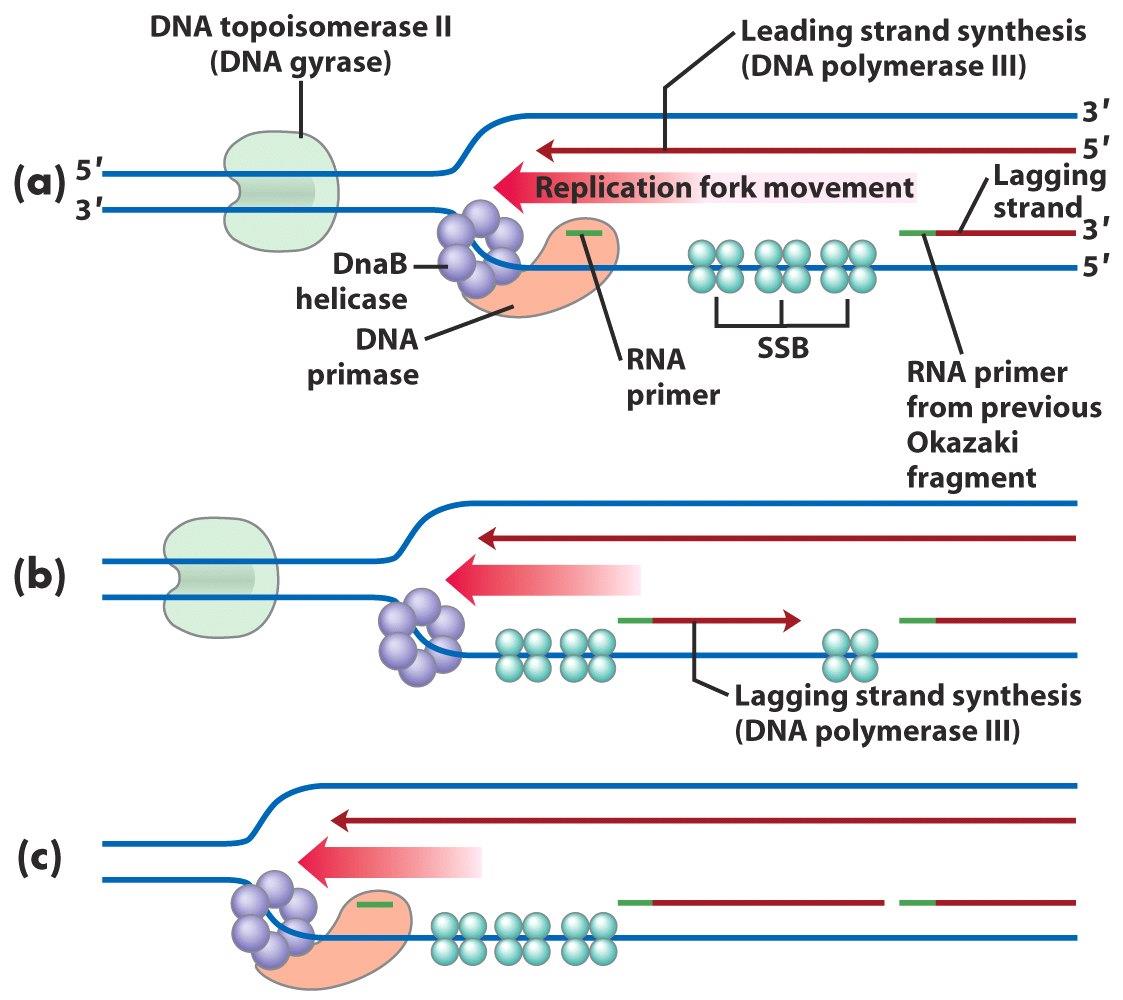 DNA topoisomerase II
(DNA gyrase)
Leading strand synthesis
(DNA polymerase III)
(a)
5′
3′
3′
5′
Replication fork movement
Lagging
strand
3′
5′
DnaB
helicase
DNA
primase
RNA
primer
SSB
RNA primer
from previous
Okazaki
fragment
(b)
Lagging strand synthesis
(DNA polymerase III)
(c)